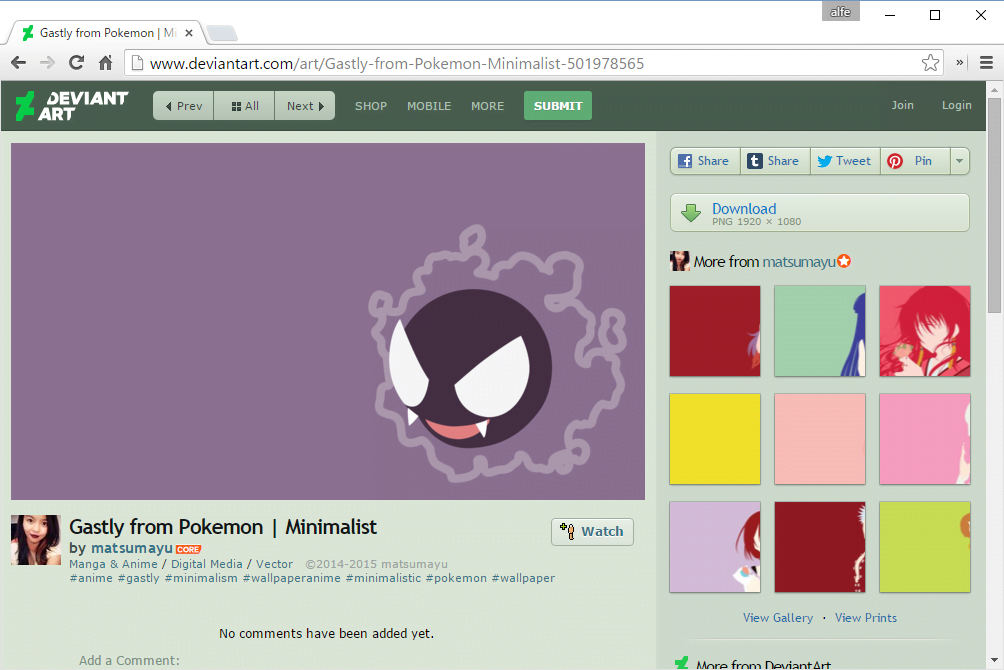 alfe
Gastly from Pokemon | Mi
www.deviantart.com/art/Gastly-from-Pokemon-Minimalist-501978565
DEVIANT
ART
Prev All Next SHOP MOBILE MORE SUBMIT Join Login
Share Share Tweet Pin
Download
PNG 1920 × 1080
More from matsumayu
Gastly from Pokemon | Minimalist
by matsumayu CORE
Manga & Anime / Digital Media / Vector ©2014-2015 matsumayu
#anime #gastly #minimalism #wallpaperanime #minimalistic #pokemon #wallpaper
Watch
View Gallery · View Prints
No comments have been added yet.
Add a Comment:
More from DeviantArt